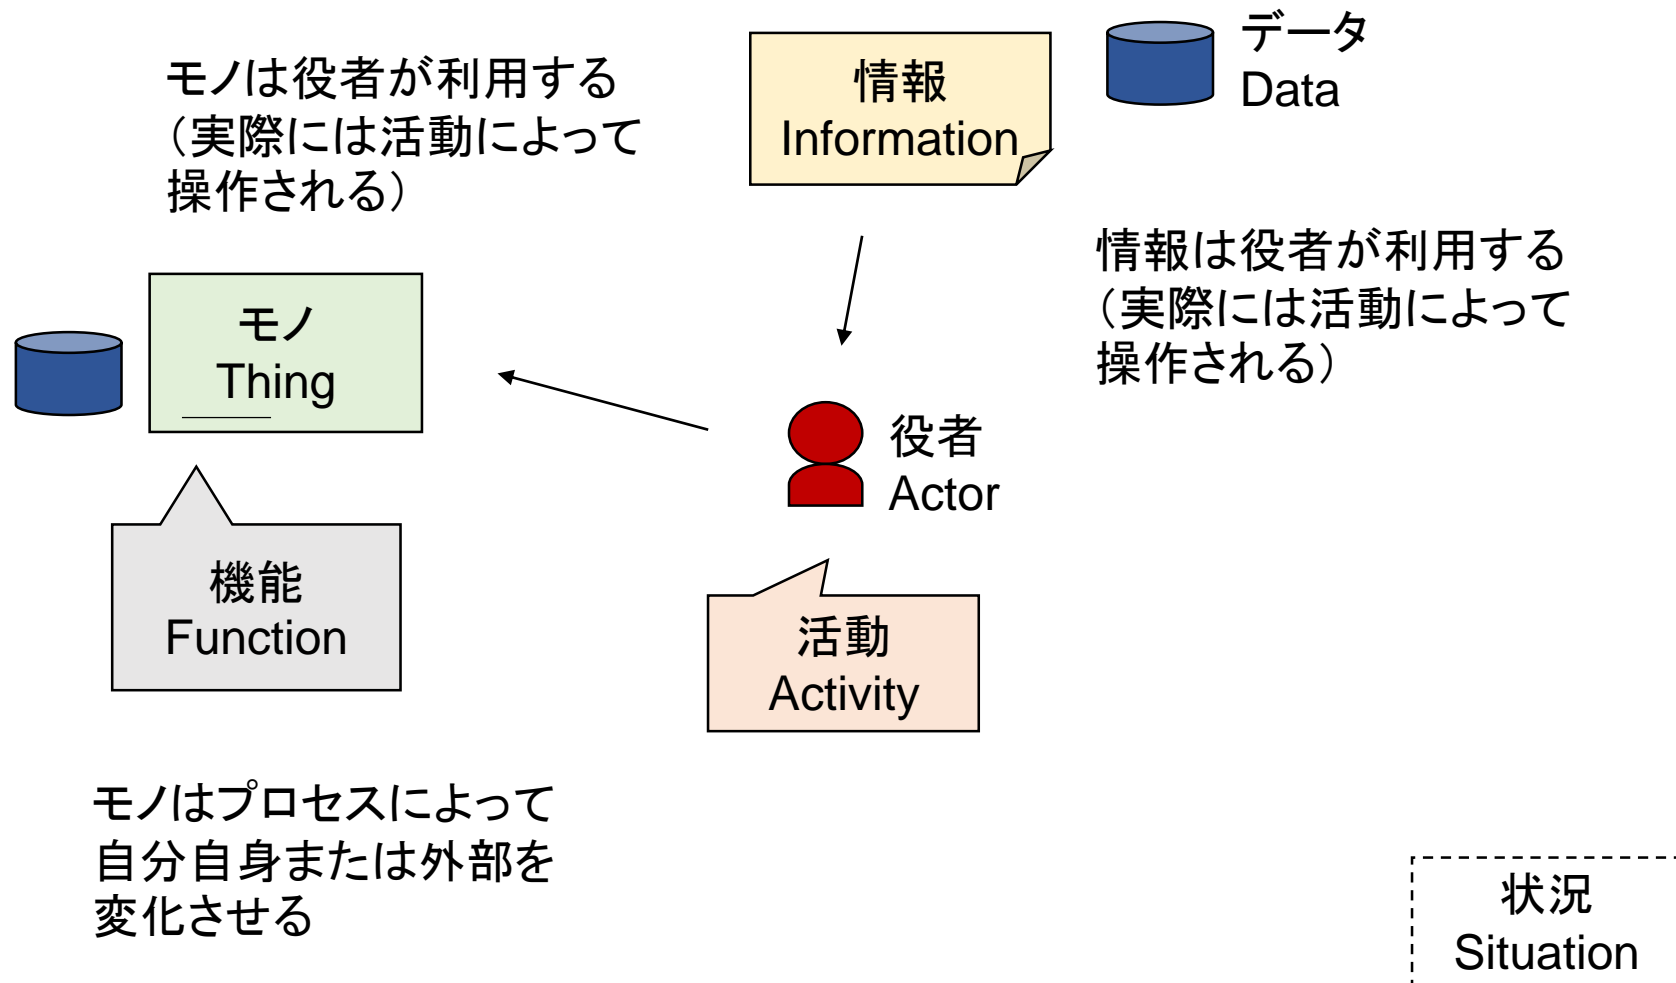 モノは役者が利用する
（実際には活動によって
操作される）
情報
Information
データ
Data
情報は役者が利用する
（実際には活動によって
操作される）
モノ
Thing
役者
Actor
機能
Function
活動
Activity
モノはプロセスによって
自分自身または外部を
変化させる
状況
Situation